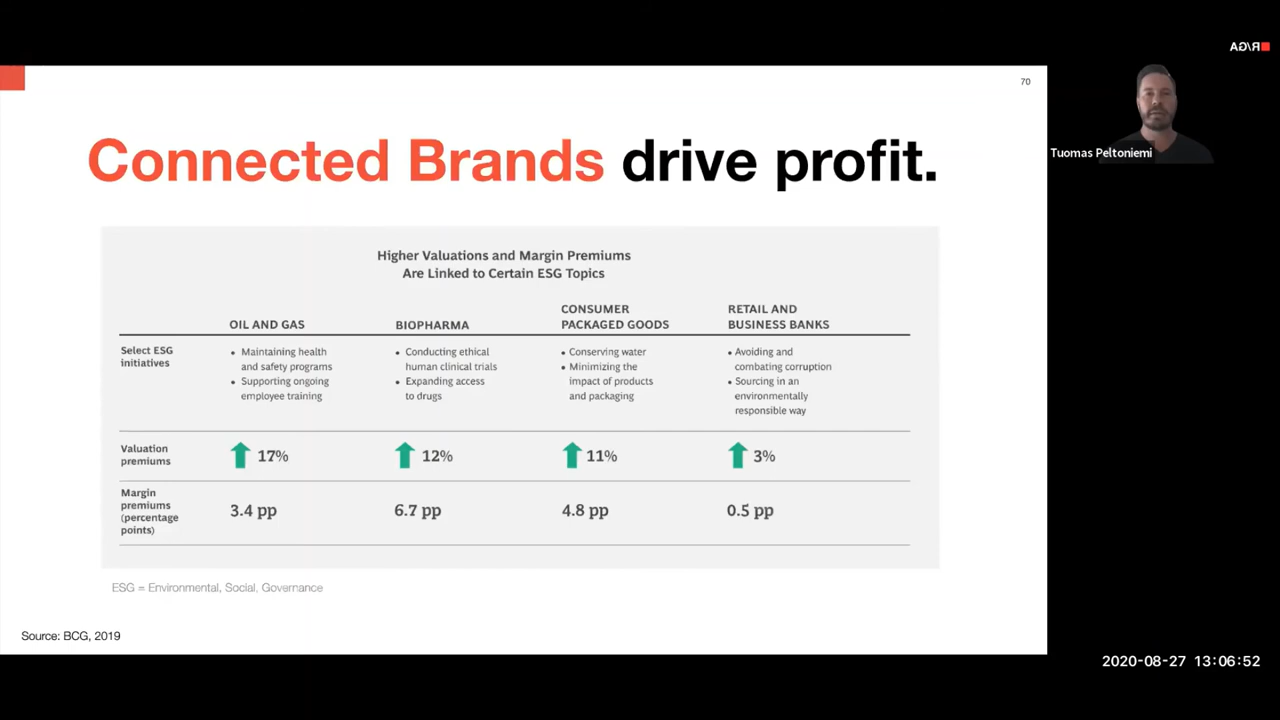 R/GA
70
Connected Brands drive profit.
Tuomas Peltoniemi
Higher Valuations and Margin Premiums
Are Linked to Certain ESG Topics
OIL AND GAS
BIOPHARMA
CONSUMER
PACKAGED GOODS
RETAIL AND
BUSINESS BANKS
Select ESG
initiatives
• Maintaining health
and safety programs
• Supporting ongoing
employee training
• Conducting ethical
human clinical trials
• Expanding access
to drugs
• Conserving water
• Minimizing the
impact of products
and packaging
• Avoiding and
combating corruption
• Sourcing in an
environmentally
responsible way
Valuation
premiums
17%
12%
11%
3%
Margin
premiums
(percentage
points)
3.4 pp
6.7 pp
4.8 pp
0.5 pp
ESG = Environmental, Social, Governance
Source: BCG, 2019
2020-08-27 13:06:52